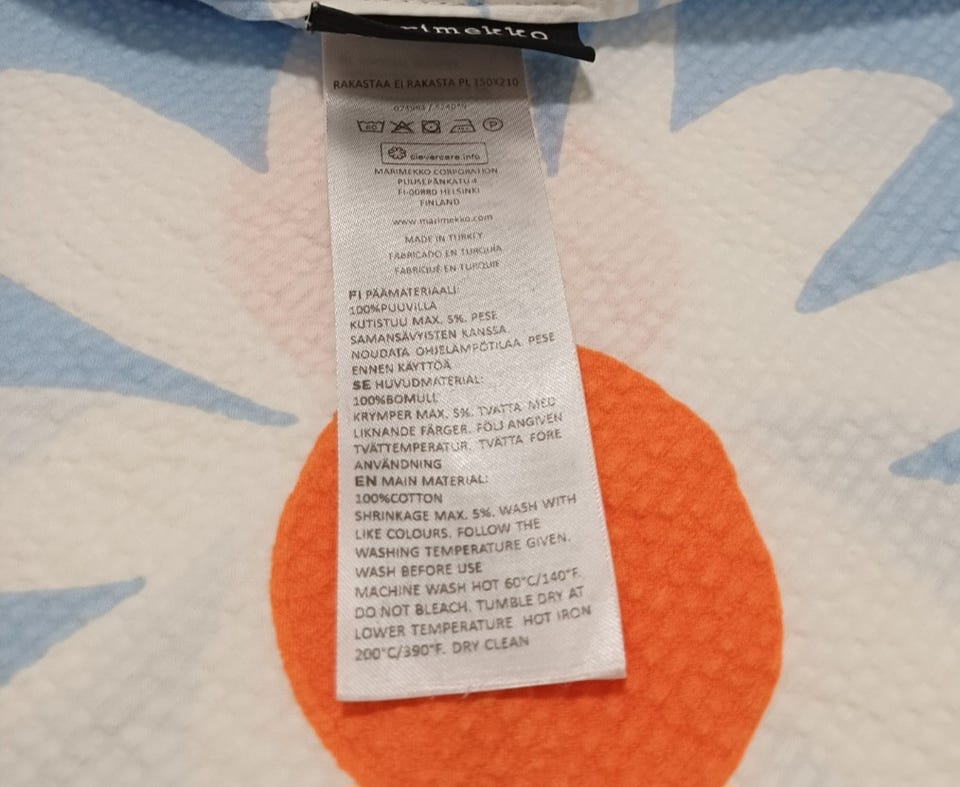 rimekko
RAKASTAA EI RAKASTA PL 150X210
60
clevercare.info
MARIMEKKO CORPORATION
PUUSEPÄNKATU 4
FI-00880 HELSINKI
FINLAND
www.marimekko.com
MADE IN TURKEY
FABRICADO EN TURQUÍA
FABRIQUÉ EN TURQUIE
FI PÄÄMATERIAALI:
100%PUUVILLA
KUTISTUU MAX. 5%. PESE
SAMANSÄVYISTEN KANSSA.
NOUDATA OHJELÄMPÖTILAA. PESE
ENNEN KÄYTTÖÄ
SE HUVUDMATERIAL:
100%BOMULL
KRYMPER MAX. 5%. TVÄTTA MED
LIKNANDE FÄRGER. FÖLJ ANGIVEN
TVÄTTEMPERATUR. TVÄTTA FÖRE
ANVÄNDNING
EN MAIN MATERIAL:
100%COTTON
SHRINKAGE MAX. 5%. WASH WITH
LIKE COLOURS. FOLLOW THE
WASHING TEMPERATURE GIVEN.
WASH BEFORE USE
MACHINE WASH HOT 60°C/140°F.
DO NOT BLEACH. TUMBLE DRY AT
LOWER TEMPERATURE HOT IRON
200°C/390°F. DRY CLEAN